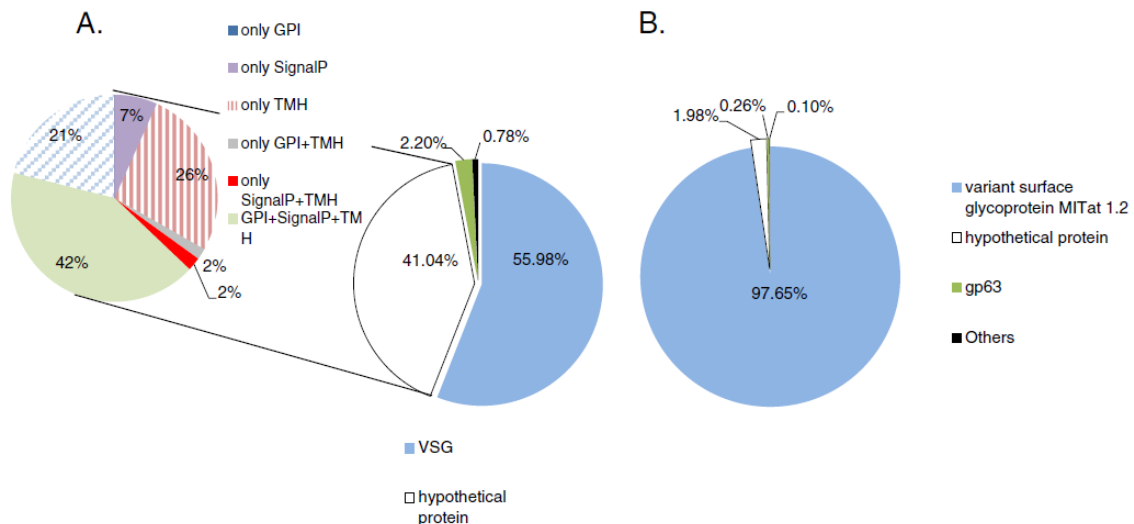 A.
B.
only GPI
only SignalP
only TMH
only GPI+TMH
only
SignalP+TMH
GPI+SignalP+TM
H
7%
21%
26%
42%
2%
2%
2.20%
0.78%
41.04%
55.98%
VSG
hypothetical
protein
1.98%
0.26%
0.10%
97.65%
variant surface
glycoprotein MITat 1.2
hypothetical protein
gp63
Others